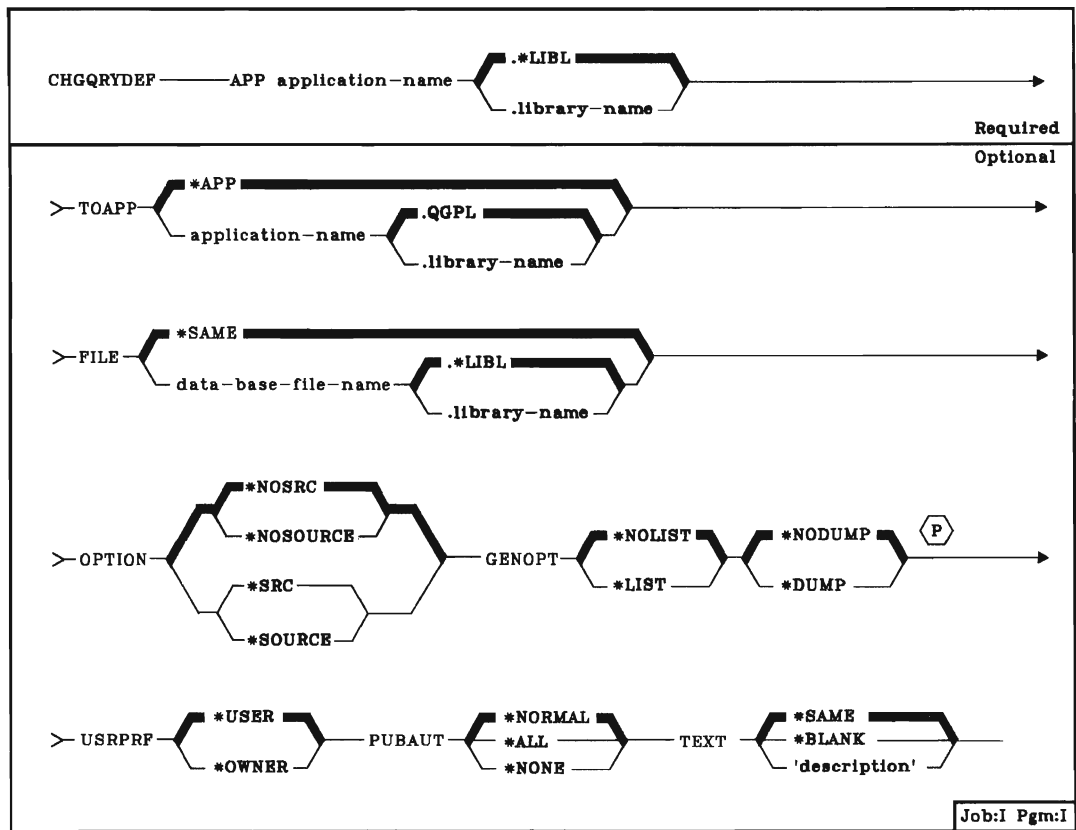 .*LIBL
CHGQRYDEF APP application-name
.library-name
Required
Optional
*APP
TOAPP
.QGPL
application-name
.library-name
*SAME
FILE
.*LIBL
data-base-file-name
.library-name
*NOSRC
*NOSOURCE
OPTION
GENOPT
*NOLIST
*NODUMP
P
*LIST
*DUMP
*SRC
*SOURCE
*USER
*NORMAL
*SAME
USRPRF
PUBAUT
*ALL
TEXT
*BLANK
*OWNER
*NONE
'description'
Job:I Pgm:I